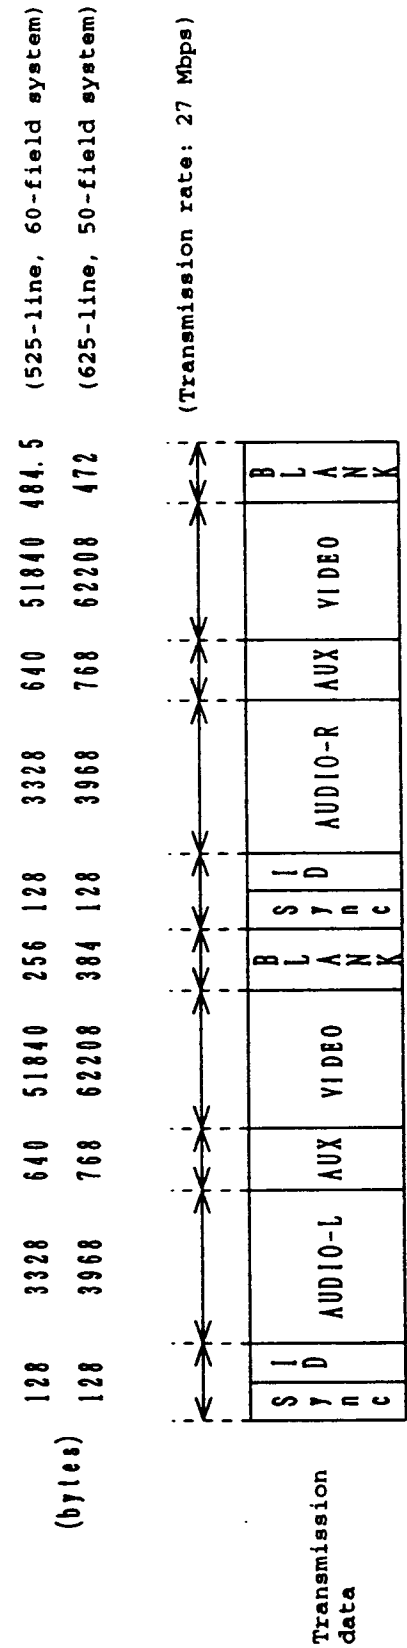 128 3328 640 51840 256 128 3328 640 51840 484.5 (525-line, 60-field system)
(bytes)
128 3968 768 62208 384 128 3968 768 62208 472 (625-line, 50-field system)
(Transmission rate: 27 Mbps)
Transmission
data
Sync ID AUDIO-L AUX VIDEO BLANK Sync ID AUDIO-R AUX VIDEO BLANK